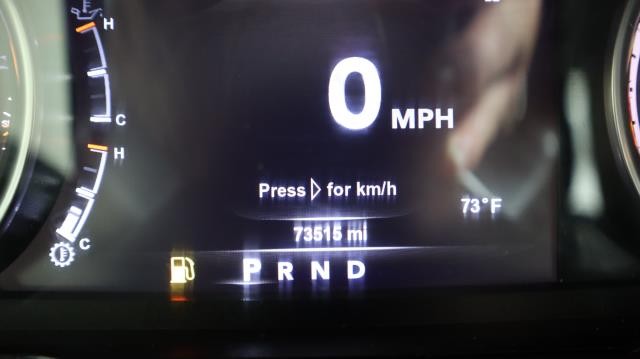 H
0 MPH
C
H
Press ▷ for km/h
73°F
73515 mi
C
P R N D